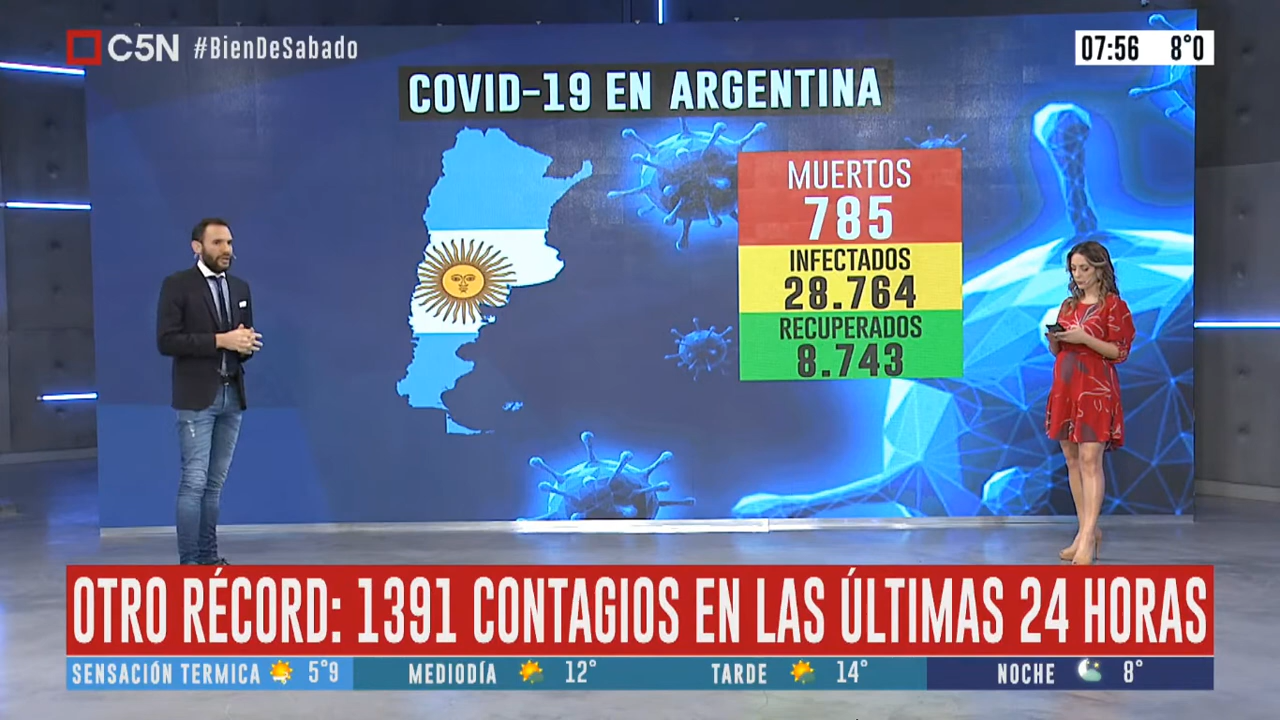 C5N #BienDeSabado
07:56 8°0
COVID-19 EN ARGENTINA
MUERTOS
785
INFECTADOS
28.764
RECUPERADOS
8.743
OTRO RÉCORD: 1391 CONTAGIOS EN LAS ÚLTIMAS 24 HORAS
SENSACIÓN TERMICA 5°9 MEDIODÍA 12° TARDE 14° NOCHE 8°